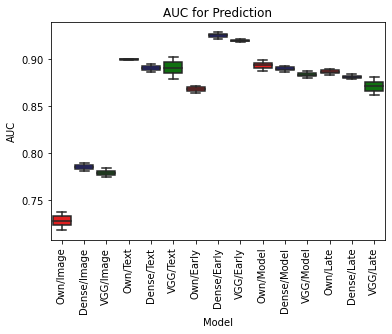 AUC for Prediction
AUC
0.90
0.85
0.80
0.75
Own/Image
Dense/Image
VGG/Image
Own/Text
Dense/Text
VGG/Text
Own/Early
Dense/Early
VGG/Early
Own/Model
Dense/Model
VGG/Model
Own/Late
Dense/Late
VGG/Late
Model